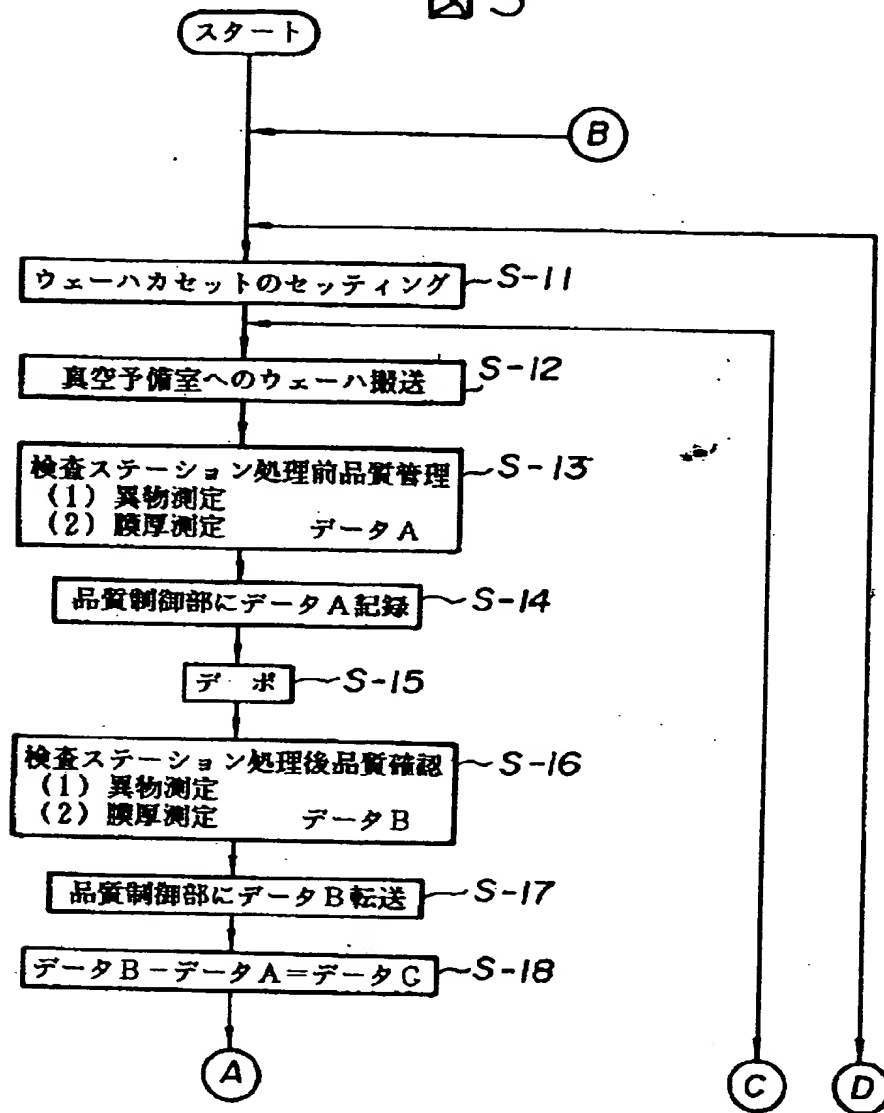 図3
スタート
B
ウェーハカセットのセッティング
S-11
真空予備室へのウェーハ搬送
S-12
検査ステーション処理前品質管理
S-13
(1) 異物測定
(2) 膜厚測定 データA
品質制御部にデータA記録
S-14
デポ
S-15
検査ステーション処理後品質確認
S-16
(1) 異物測定
(2) 膜厚測定 データB
品質制御部にデータB転送
S-17
データB-データA=データC
S-18
A
C
D